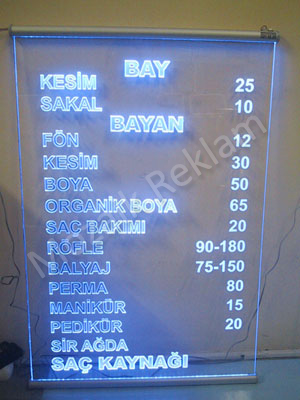 BAY
KESİM 25
SAKAL 10
BAYAN
FÖN 12
KESİM 30
BOYA 50
ORGANİK BOYA 65
SAÇ BAKIMI 20
RÖFLE 90-180
BALYAJ 75-150
PERMA 80
MANİKÜR 15
PEDİKÜR 20
SİR AĞDA
SAÇ KAYNAĞI